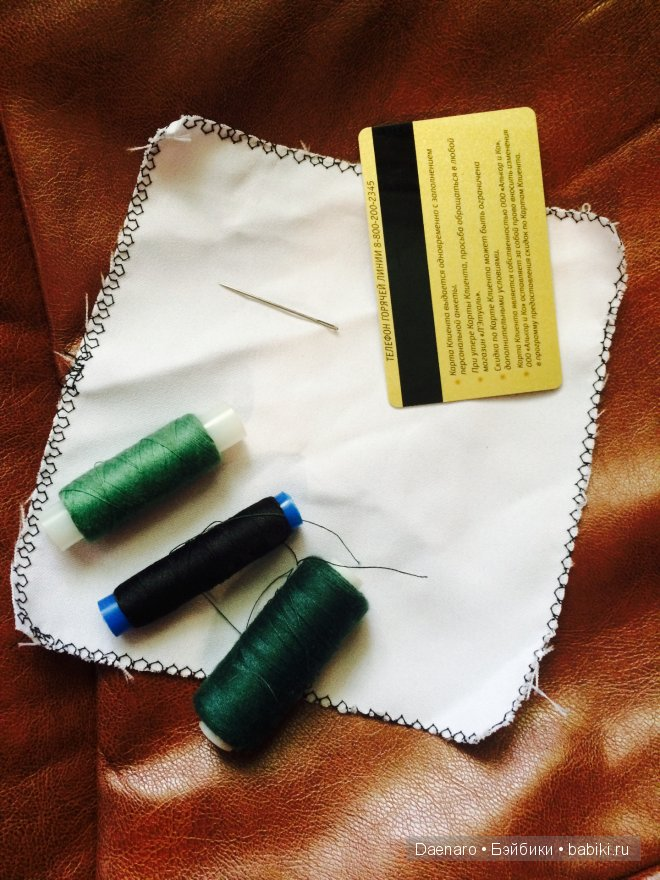 ТЕЛЕФОН ГОРЯЧЕЙ ЛИНИИ 8-800-200-2345
Карта Клиента выдается одновременно с заполнением
персональной анкеты.
При утере Карты Клиента, просьба обращаться в любой
магазин «Л'Этуаль».
Скидка по Карте Клиента может быть ограничена
дополнительными условиями.
Карта Клиента является собственностью ООО «Алькор и Ко».
ООО «Алькор и Ко» оставляет за собой право вносить изменения
в программу предоставления скидок по Картам Клиента.
Daenaro • Бэйбики • babiki.ru